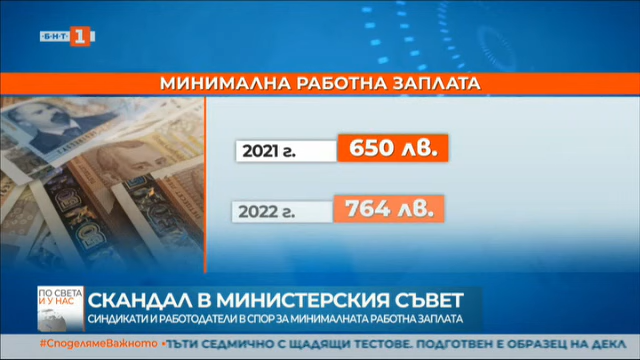 БНТ 1
МИНИМАЛНА РАБОТНА ЗАПЛАТА
2021 г. 650 лв.
2022 г. 764 лв.
ПО СВЕТА
И У НАС
СКАНДАЛ В МИНИСТЕРСКИЯ СЪВЕТ
СИНДИКАТИ И РАБОТОДАТЕЛИ В СПОР ЗА МИНИМАЛНАТА РАБОТНА ЗАПЛАТА
#СподелямеВажното ПЪТИ СЕДМИЧНО С ЩАДЯЩИ ТЕСТОВЕ. ПОДГОТВЕН Е ОБРАЗЕЦ НА ДЕКЛ